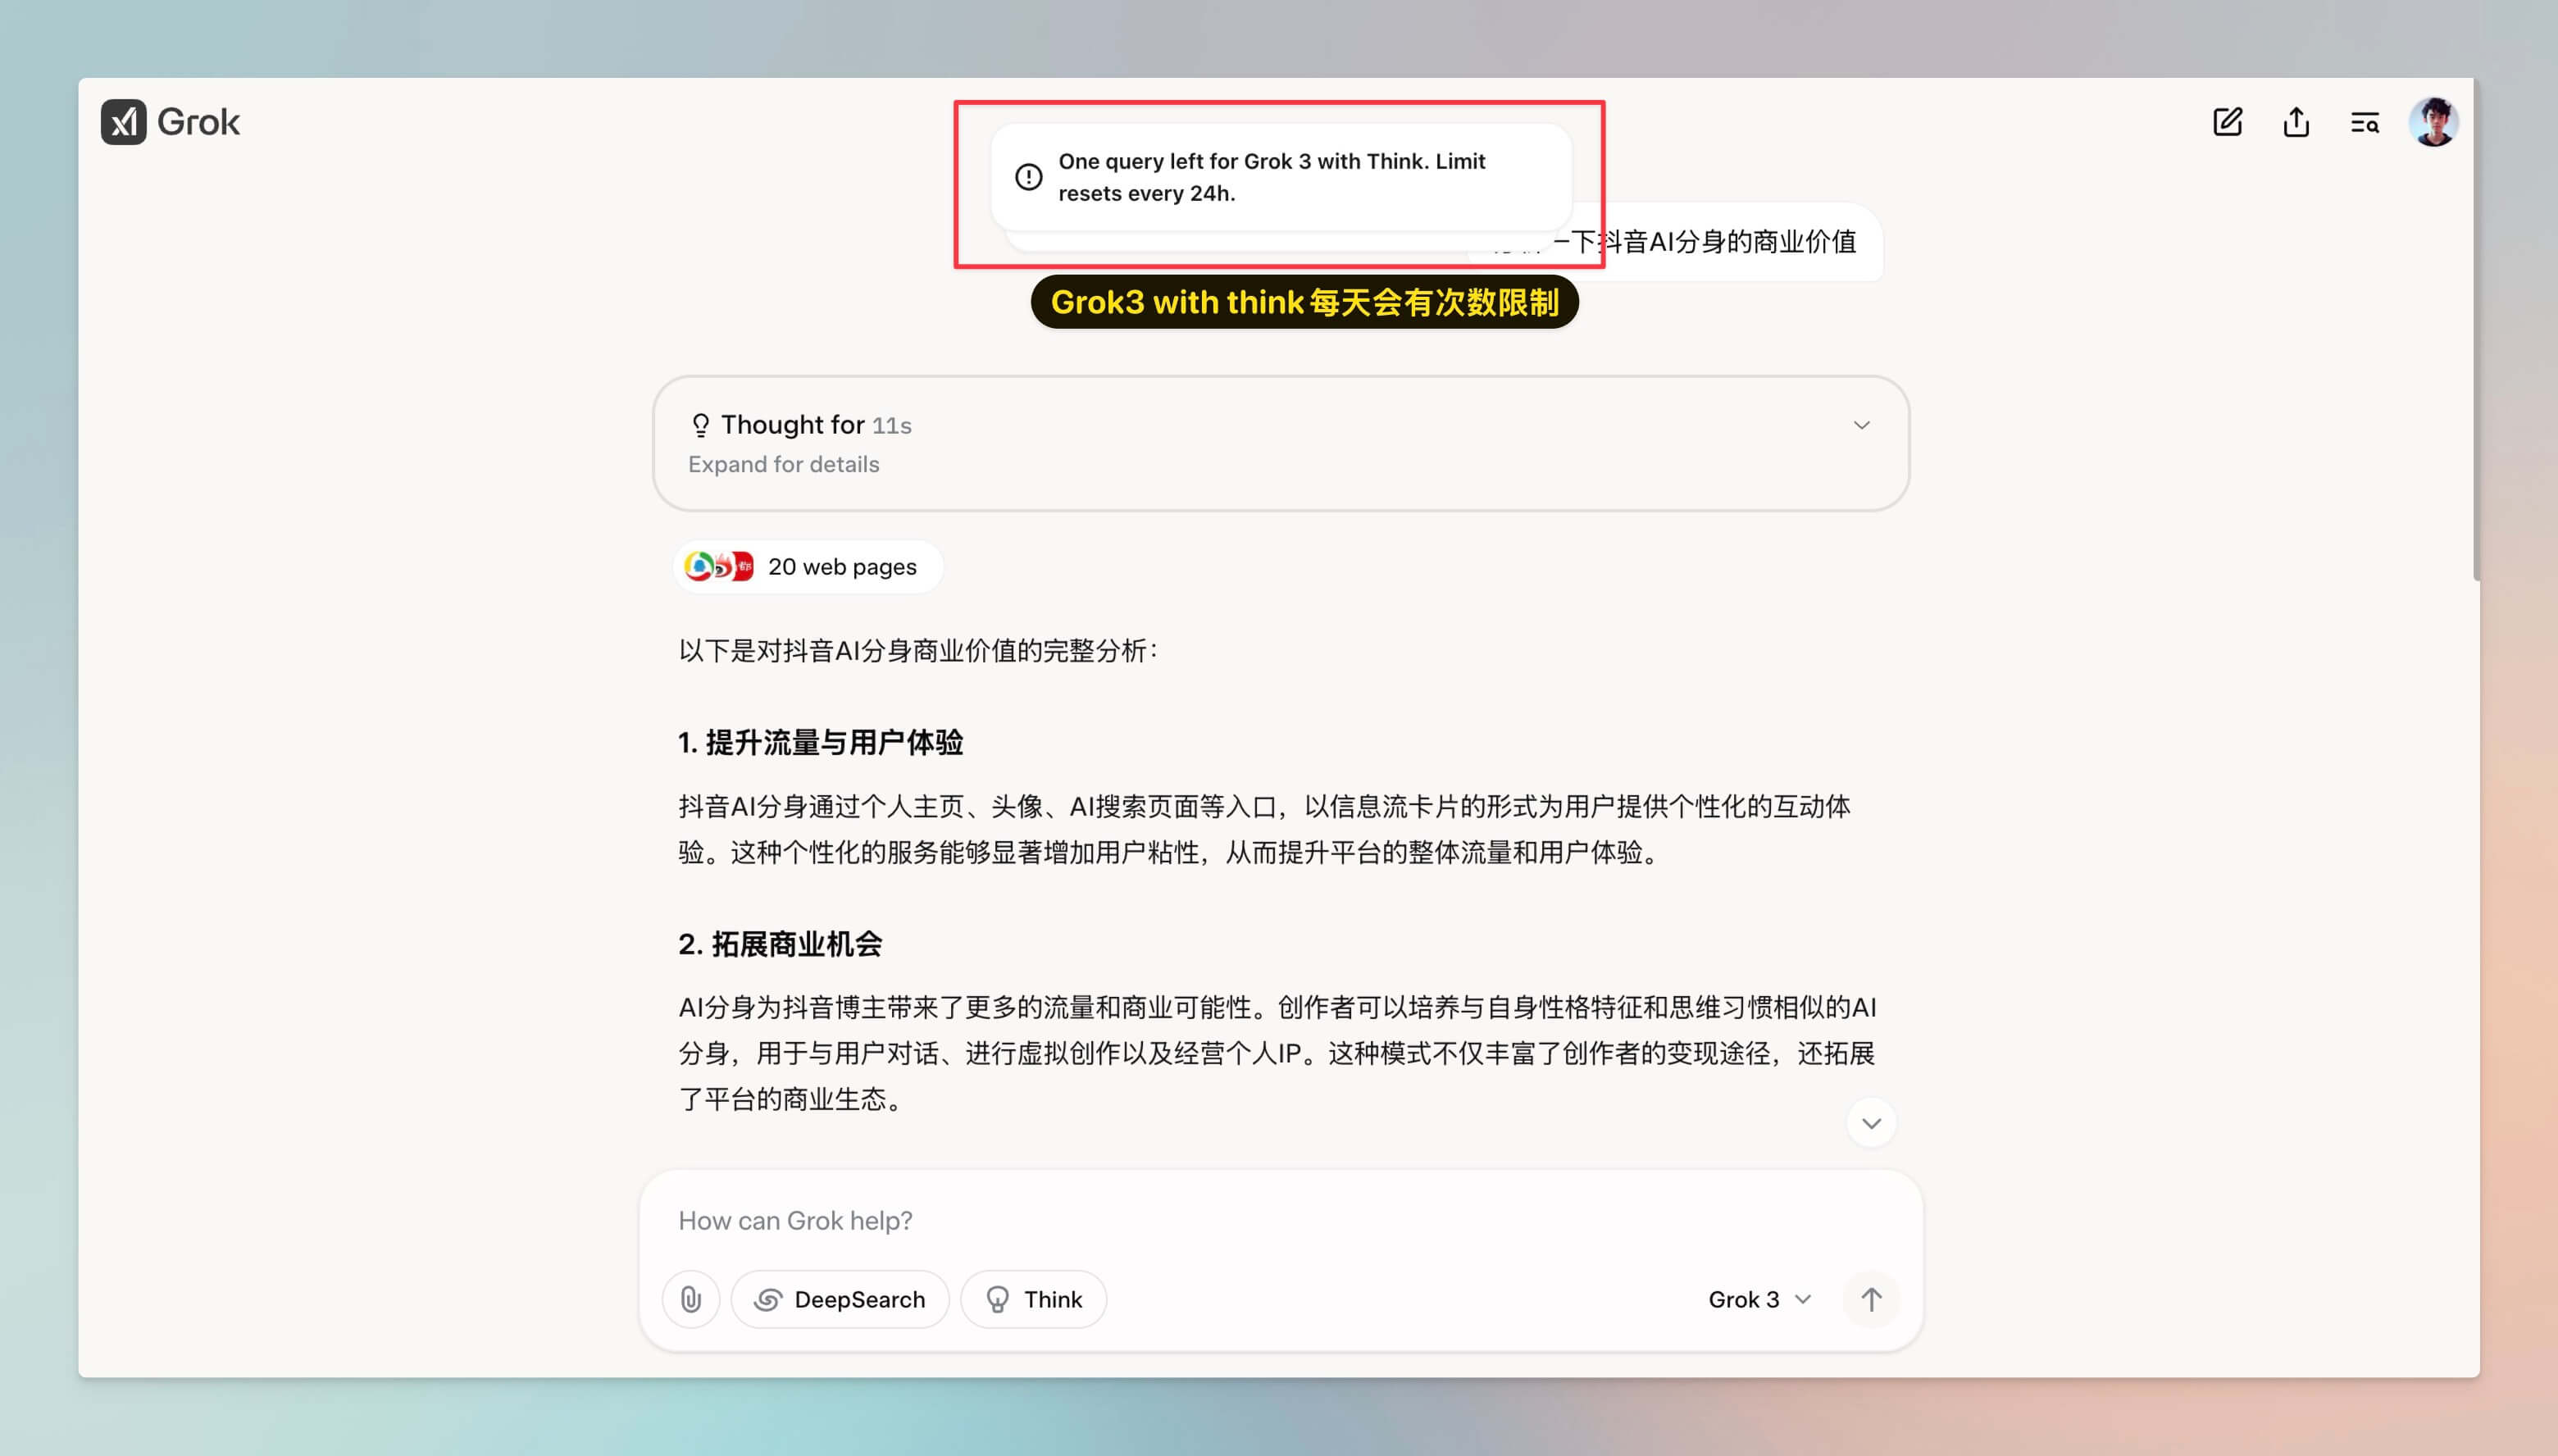 Grok
One query left for Grok 3 with Think. Limit
resets every 24h.
一下抖音AI分身的商业价值
Grok3 with think每天会有次数限制
Thought for 11s
Expand for details
20 web pages
以下是对抖音AI分身商业价值的完整分析：
1. 提升流量与用户体验
抖音AI分身通过个人主页、头像、AI搜索页面等入口，以信息流卡片的形式为用户提供个性化的互动体
验。这种个性化的服务能够显著增加用户粘性，从而提升平台的整体流量和用户体验。
2. 拓展商业机会
AI分身为抖音博主带来了更多的流量和商业可能性。创作者可以培养与自身性格特征和思维习惯相似的AI
分身，用于与用户对话、进行虚拟创作以及经营个人IP。这种模式不仅丰富了创作者的变现途径，还拓展
了平台的商业生态。
How can Grok help?
DeepSearch
Think
Grok 3